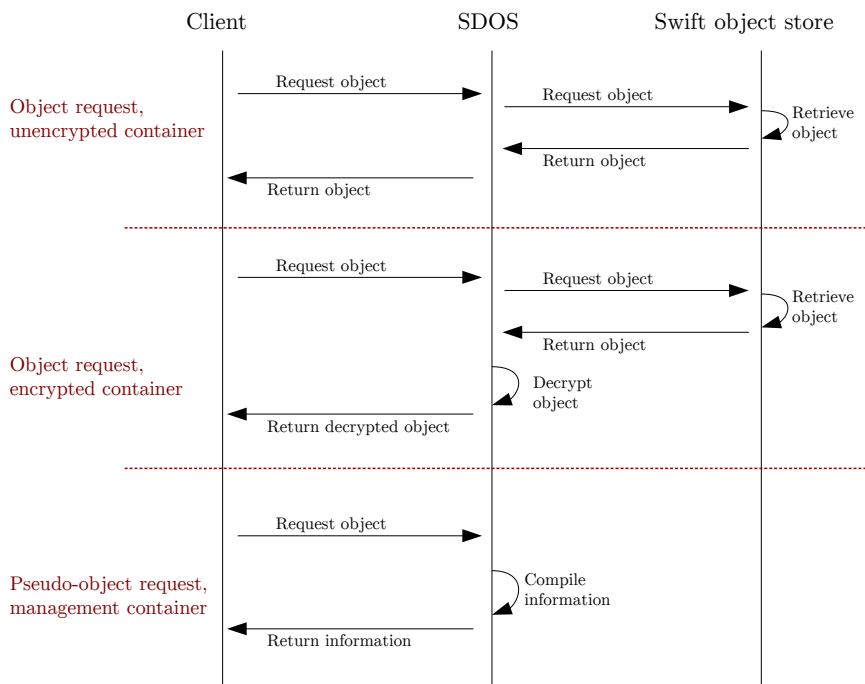 Client
SDOS
Swift object store
Request object
Request object
Object request,
unencrypted container
Retrieve
object
Return object
Return object
Request object
Request object
Retrieve
object
Return object
Object request,
encrypted container
Decrypt
object
Return decrypted object
Request object
Pseudo-object request,
management container
Compile
information
Return information